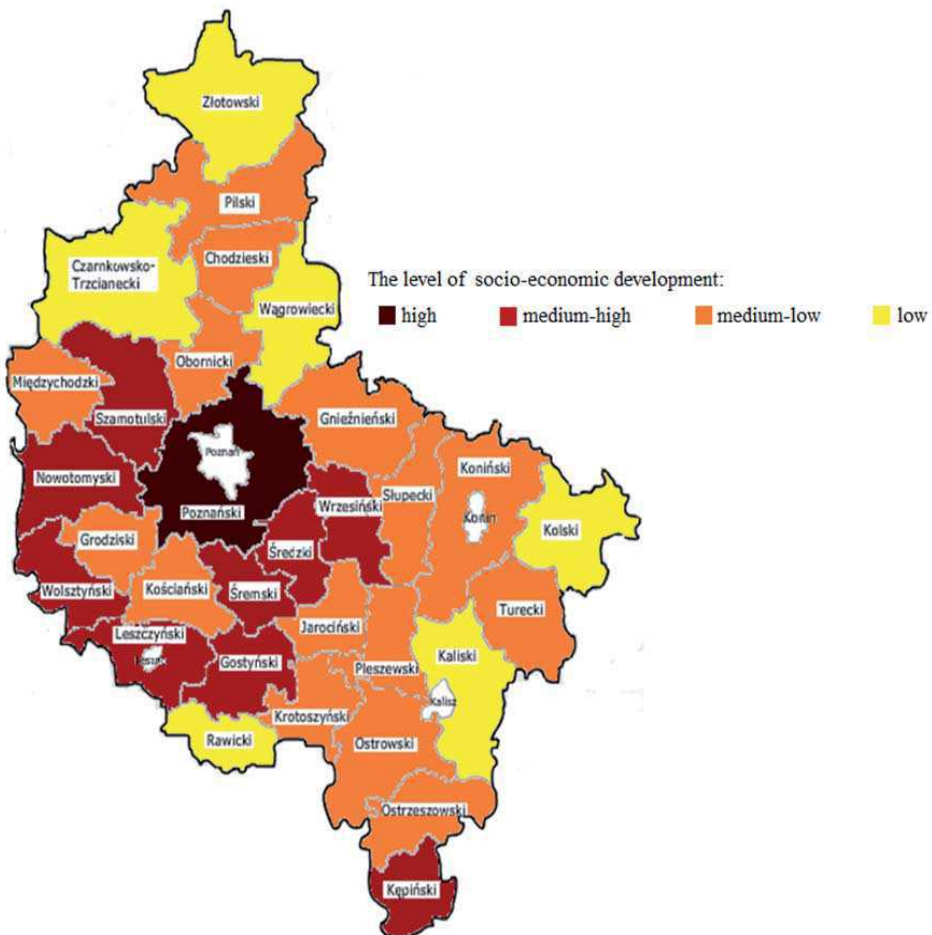 Złotowski
Pilski
Chodzieski
Czarnkowsko-
Trzcianecki
The level of socio-economic development:
high
medium-high
medium-low
low
Wągrowiecki
Obornicki
Międzychodzki
Szamotulski
Gnieźnieński
Poznań
Koniński
Nowotomyski
Słupecki
Wrzesiński
Poznański
Konin
Kolski
Grodziski
Średzki
Wolsztyński
Kościański
Śremski
Turecki
Leszczyński
Jarociński
Kaliski
Gostyński
Pleszewski
Kalisz
Krotoszyński
Rawicki
Ostrowski
Ostrzeszowski
Kępiński